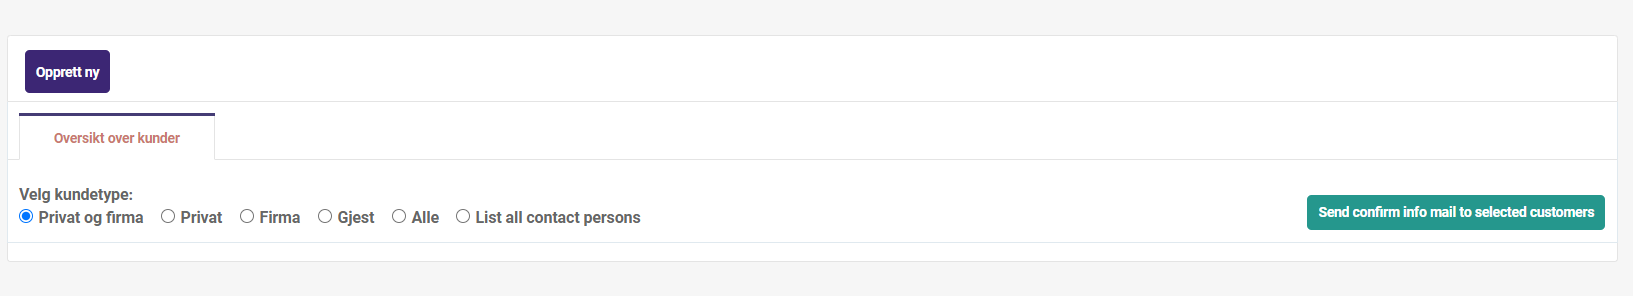 Opprett ny
Oversikt over kunder
Velg kundetype:
Privat og firma Privat Firma Gjest Alle List all contact persons
Send confirm info mail to selected customers